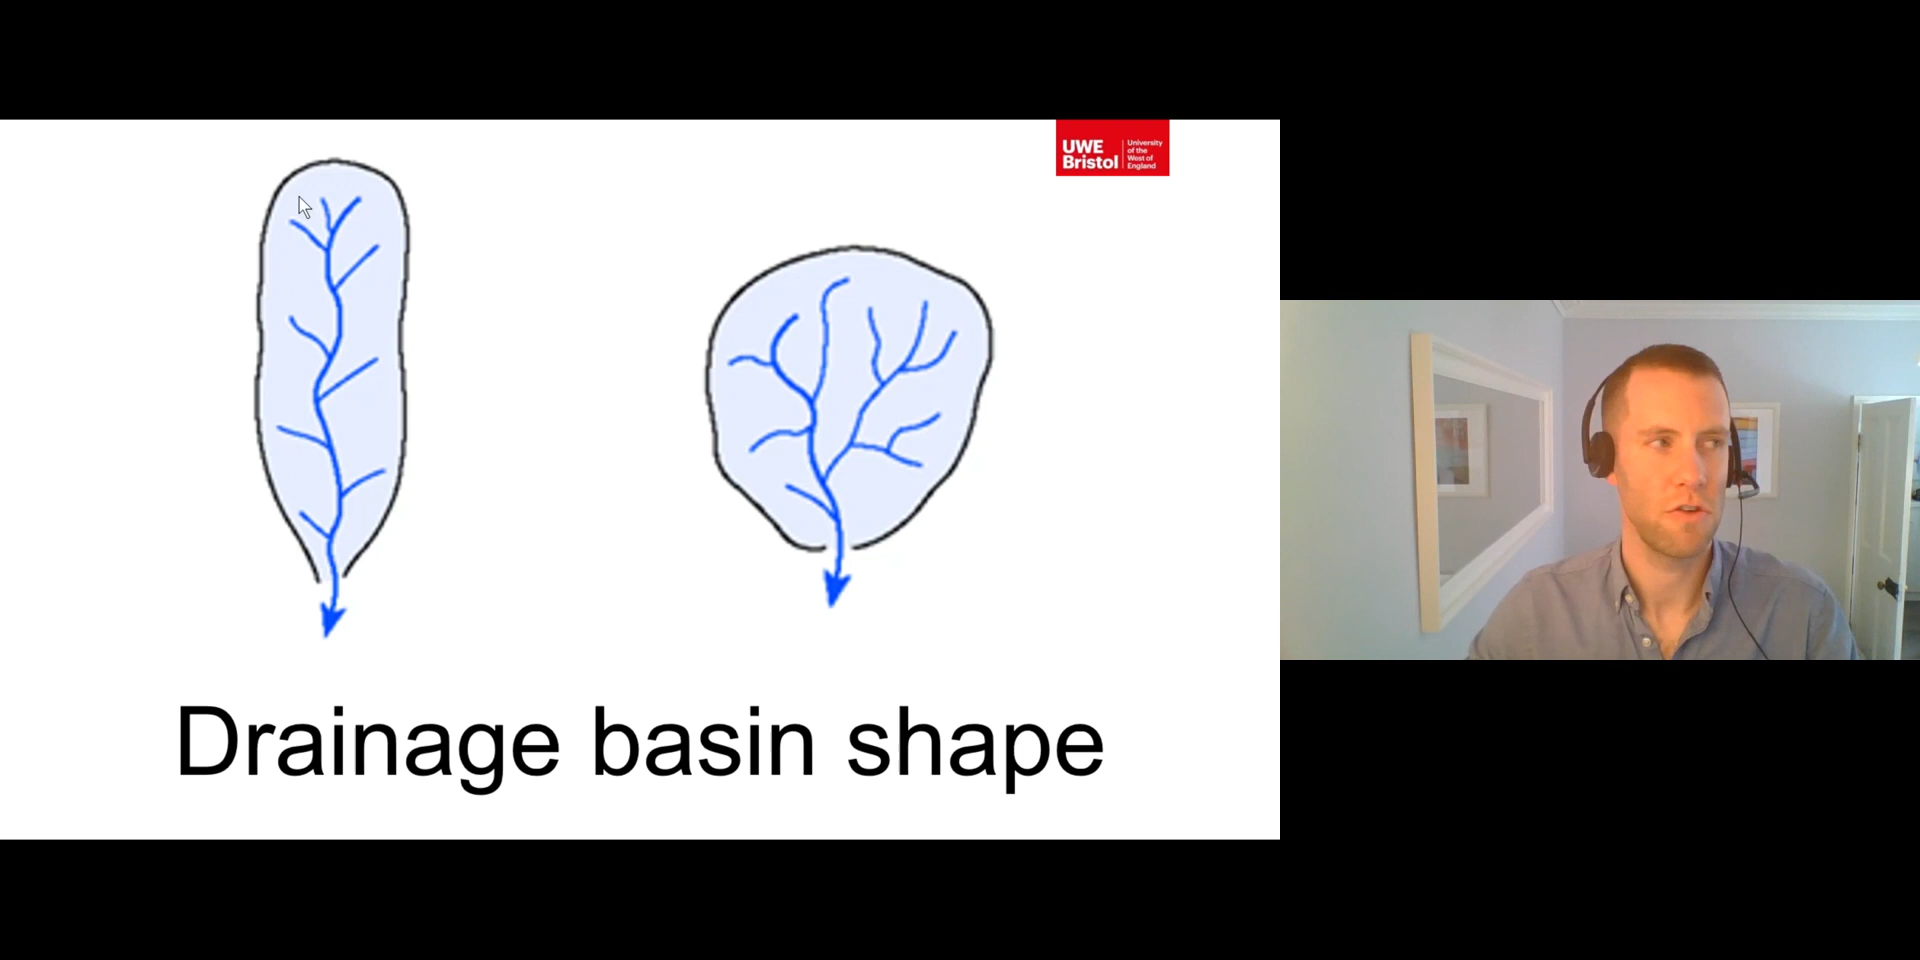 UWE
Bristol
University
of the
West of
England
Drainage basin shape